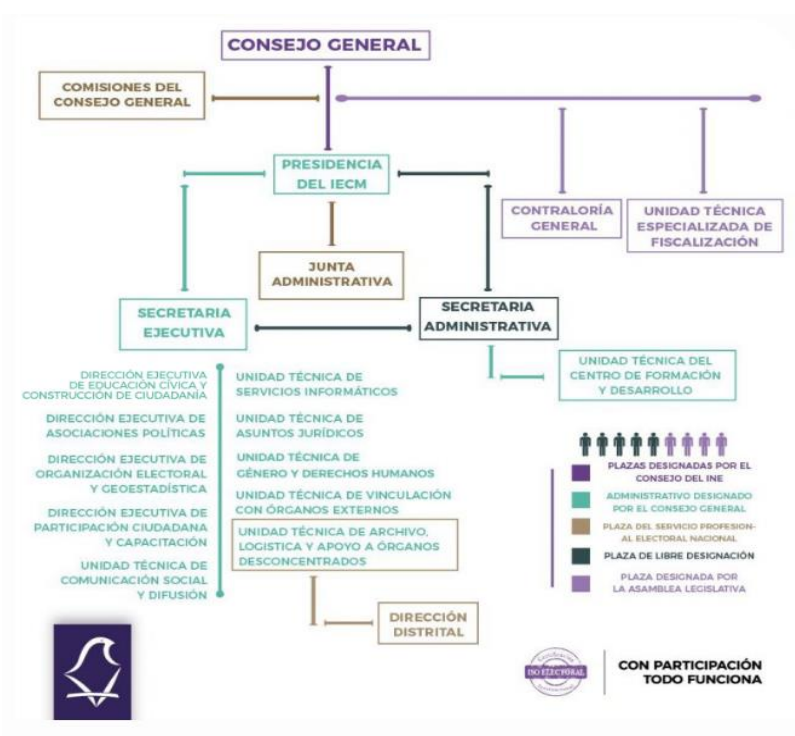 CONSEJO GENERAL
COMISIONES DEL
CONSEJO GENERAL
PRESIDENCIA
DEL IECM
CONTRALORÍA
GENERAL
UNIDAD TÉCNICA
ESPECIALIZADA DE
FISCALIZACIÓN
JUNTA
ADMINISTRATIVA
SECRETARIA
EJECUTIVA
SECRETARIA
ADMINISTRATIVA
UNIDAD TÉCNICA DEL
CENTRO DE FORMACIÓN
Y DESARROLLO
DIRECCIÓN EJECUTIVA
DE EDUCACIÓN CÍVICA Y
CONSTRUCCIÓN DE CIUDADANÍA
DIRECCIÓN EJECUTIVA DE
ASOCIACIONES POLÍTICAS
DIRECCIÓN EJECUTIVA DE
ORGANIZACIÓN ELECTORAL
Y GEOESTADÍSTICA
DIRECCIÓN EJECUTIVA DE
PARTICIPACIÓN CIUDADANA
Y CAPACITACIÓN
UNIDAD TÉCNICA DE
COMUNICACIÓN SOCIAL
Y DIFUSIÓN
UNIDAD TÉCNICA DE
SERVICIOS INFORMÁTICOS
UNIDAD TÉCNICA DE
ASUNTOS JURÍDICOS
UNIDAD TÉCNICA DE
GÉNERO Y DERECHOS HUMANOS
UNIDAD TÉCNICA DE VINCULACIÓN
CON ÓRGANOS EXTERNOS
UNIDAD TÉCNICA DE ARCHIVO,
LOGISTICA Y APOYO A ÓRGANOS
DESCONCENTRADOS
DIRECCIÓN
DISTRITAL
PLAZAS DESIGNADAS POR EL
CONSEJO DEL INE
ADMINISTRATIVO DESIGNADO
POR EL CONSEJO GENERAL
PLAZA DEL SERVICIO PROFESION-
AL ELECTORAL NACIONAL
PLAZA DE LIBRE DESIGNACIÓN
PLAZA DESIGNADA POR
LA ASAMBLEA LEGISLATIVA
ISO ELECTORAL
CON PARTICIPACIÓN
TODO FUNCIONA